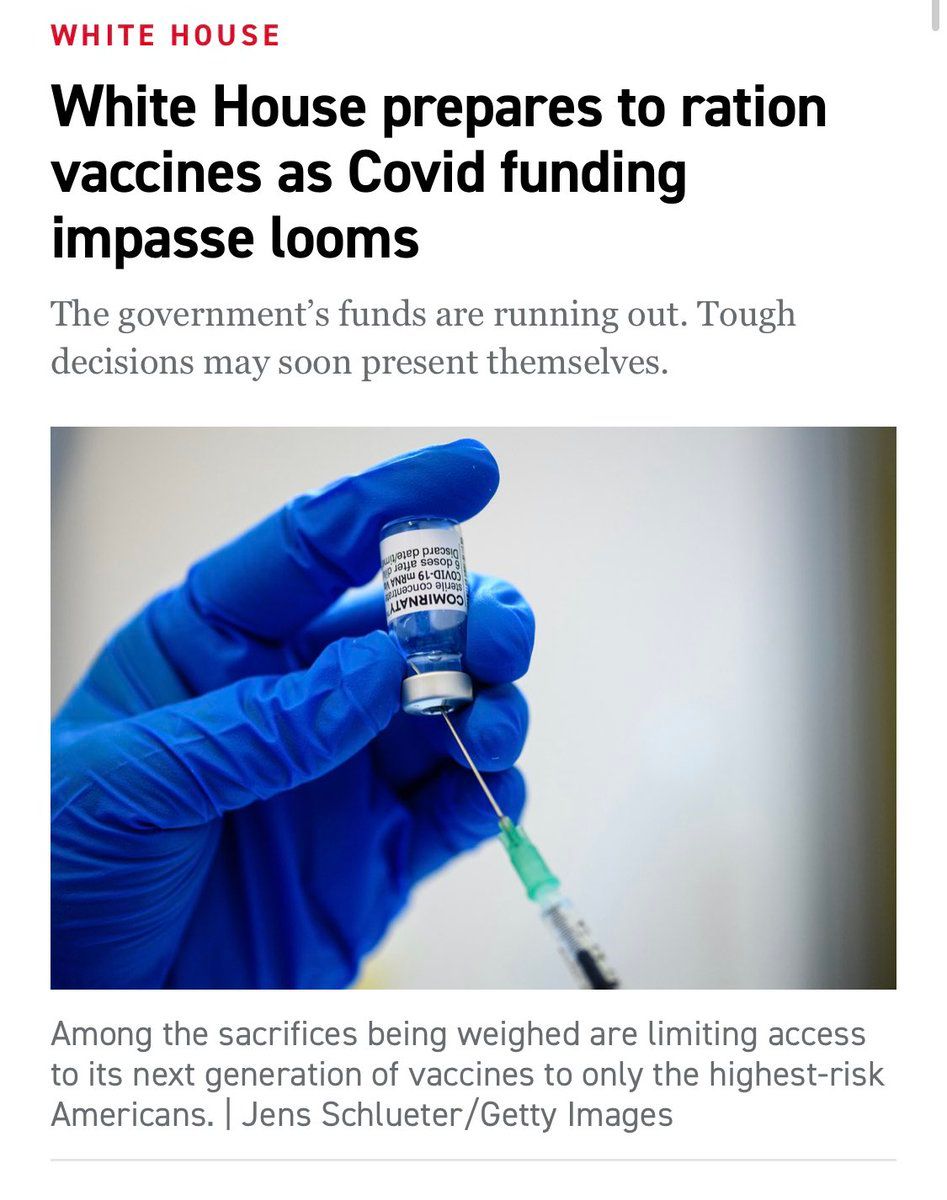 WHITE HOUSE
White House prepares to ration
vaccines as Covid funding
impasse looms
The government’s funds are running out. Tough
decisions may soon present themselves.
COMIRNATY
sterile concentrate
COVID-19 mRNA
6 doses after
Discard date/time
Among the sacrifices being weighed are limiting access
to its next generation of vaccines to only the highest-risk
Americans. | Jens Schlueter/Getty Images